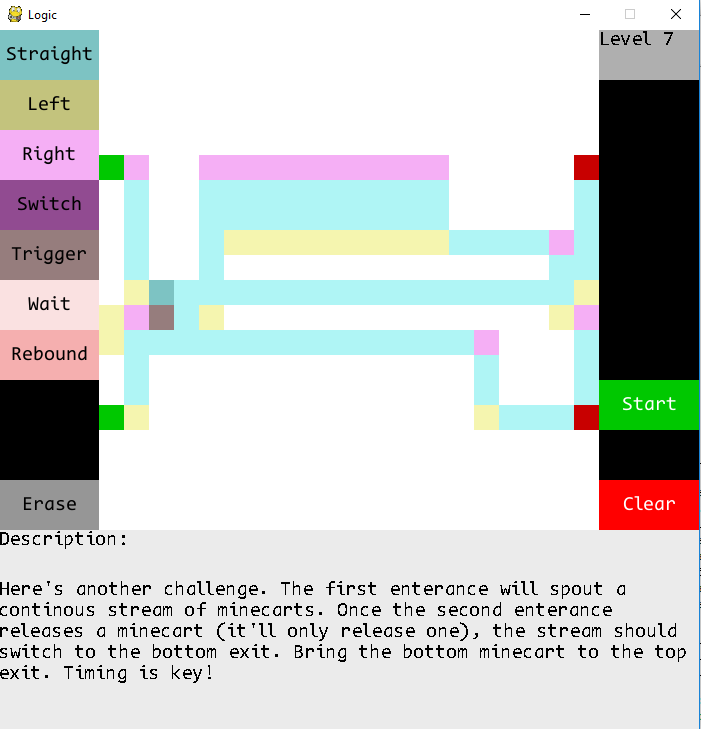 Logic
Straight
Level 7
Left
Right
Switch
Trigger
Wait
Rebound
Start
Erase
Clear
Description:
Here's another challenge. The first enterance will spout a
continous stream of minecarts. Once the second enterance
releases a minecart (it'll only release one), the stream should
switch to the bottom exit. Bring the bottom minecart to the top
exit. Timing is key!